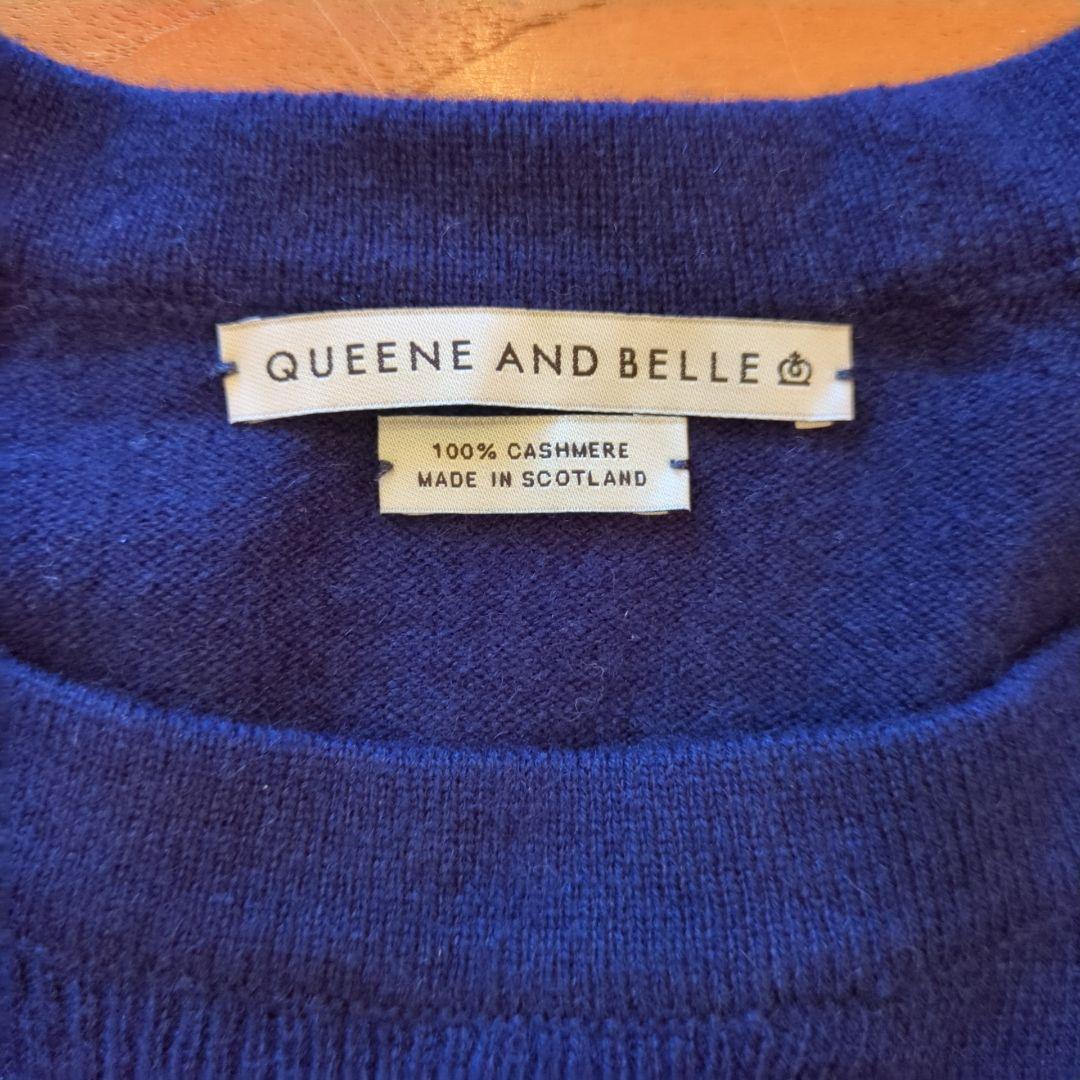 QUEENE AND BELLE
100% CASHMERE
MADE IN SCOTLAND